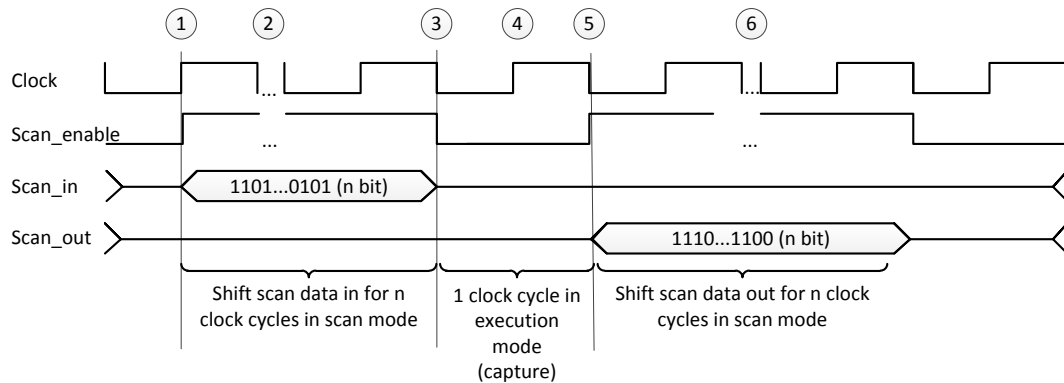 1 2 3 4 5 6
Clock
... ...
Scan_enable
... ...
Scan_in
1101...0101 (n bit)
Scan_out
1110...1100 (n bit)
Shift scan data in for n
clock cycles in scan mode
1 clock cycle in
execution
mode
(capture)
Shift scan data out for n clock
cycles in scan mode